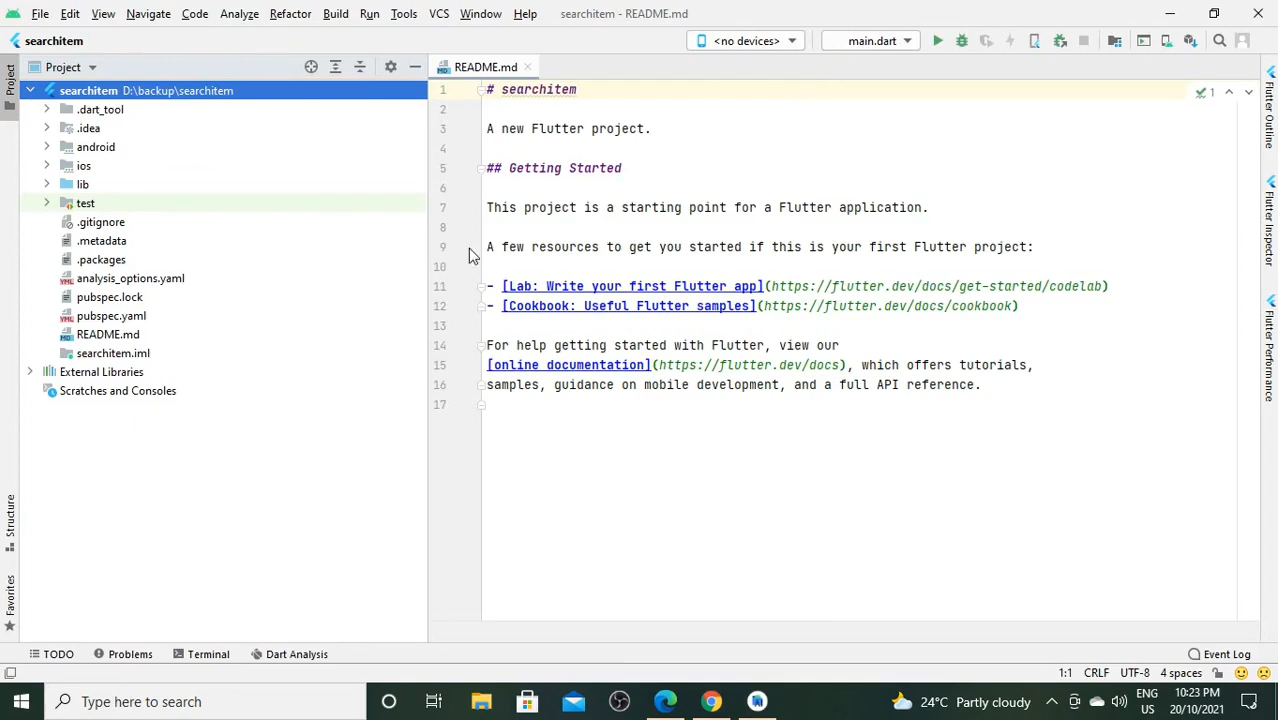 File Edit View Navigate Code Analyze Refactor Build Run Tools VCS Window Help searchitem - README.md
searchitem <no devices> main.dart
Project
Project
README.md
searchitem D:\backup\searchitem
.dart_tool
.idea
android
ios
lib
test
.gitignore
.metadata
.packages
analysis_options.yaml
pubspec.lock
pubspec.yaml
README.md
searchitem.iml
External Libraries
Scratches and Consoles
1 # searchitem
2
3 A new Flutter project.
4
5 ## Getting Started
6
7 This project is a starting point for a Flutter application.
8
9 A few resources to get you started if this is your first Flutter project:
10
11 - [Lab: Write your first Flutter app](https://flutter.dev/docs/get-started/codelab)
12 - [Cookbook: Useful Flutter samples](https://flutter.dev/docs/cookbook)
13
14 For help getting started with Flutter, view our
15 [online documentation](https://flutter.dev/docs), which offers tutorials,
16 samples, guidance on mobile development, and a full API reference.
17
1
Flutter Outline
Flutter Inspector
Flutter Performance
Structure
Favorites
TODO Problems Terminal Dart Analysis Event Log
1:1 CRLF UTF-8 4 spaces
Type here to search
24°C Partly cloudy
ENG
US
10:23 PM
20/10/2021